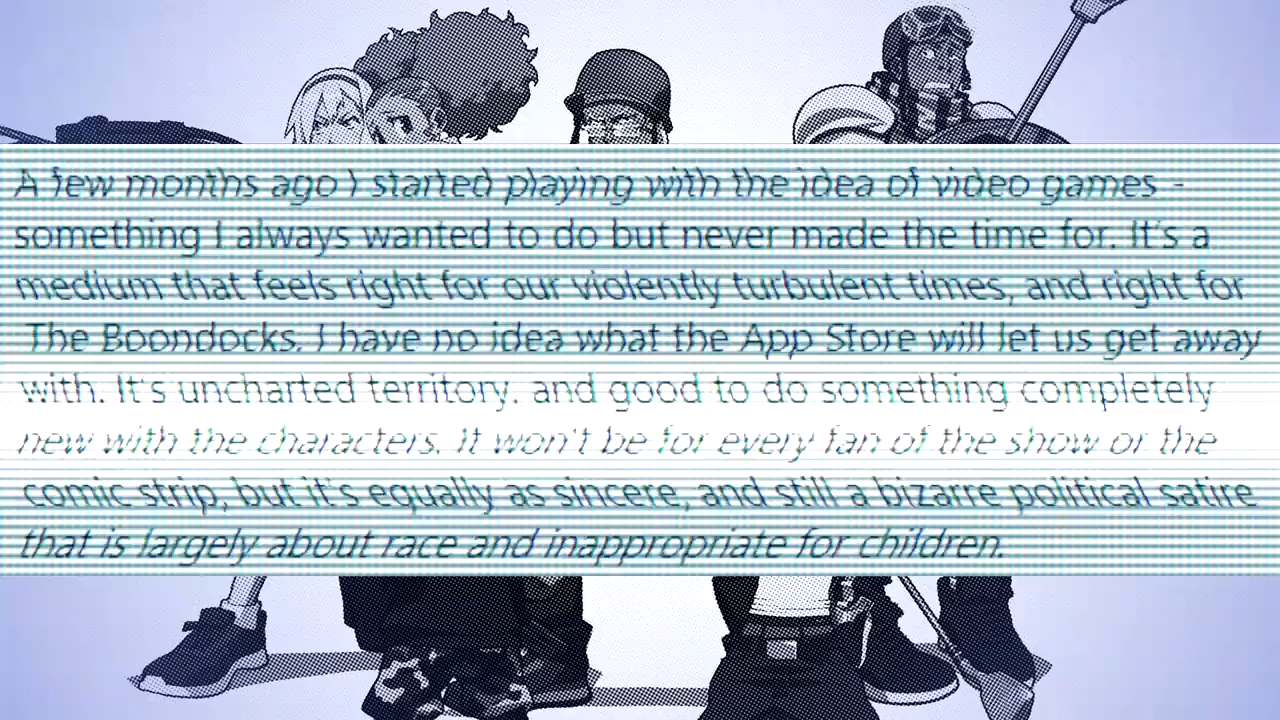 A few months ago I started playing with the idea of video games -
something I always wanted to do but never made the time for. It's a
medium that feels right for our violently turbulent times, and right for
The Boondocks. I have no idea what the App Store will let us get away
with. It's uncharted territory, and good to do something completely
new with the characters. It won't be for every fan of the show or the
comic strip, but it's equally as sincere, and still a bizarre political satire
that is largely about race and inappropriate for children.